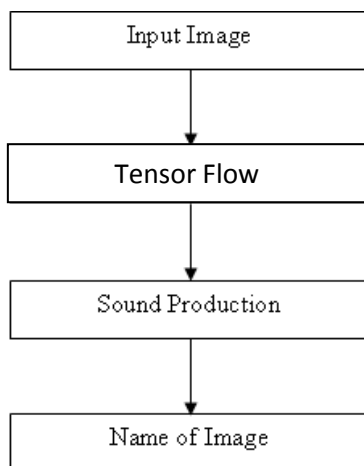 Input Image
Tensor Flow
Sound Production
Name of Image